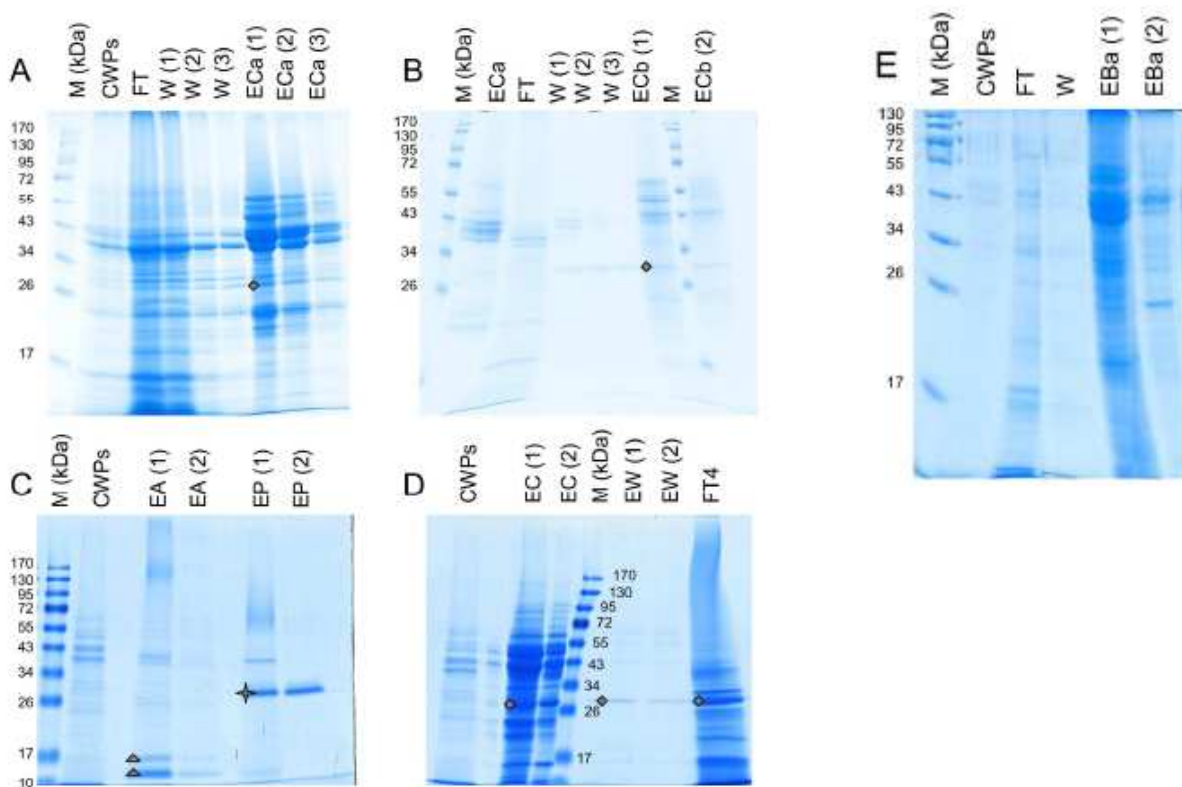 A
M (kDa)
CWPs
FT
W (1)
W (2)
W (3)
ECa (1)
ECa (2)
ECa (3)
170
130
95
72
55
43
34
26
17
B
M (kDa)
ECa
FT
W (1)
W (2)
W (3)
ECb (1)
M
ECb (2)
170
130
95
72
55
43
34
26
E
M (kDa)
CWPs
FT
W
EBa (1)
EBa (2)
130
95
72
55
43
34
26
17
C
M (kDa)
CWPs
EA (1)
EA (2)
EP (1)
EP (2)
170
130
95
72
55
43
34
26
17
10
D
CWPs
EC (1)
EC (2)
M (kDa)
EW (1)
EW (2)
FT4
170
130
95
72
55
43
34
26
17